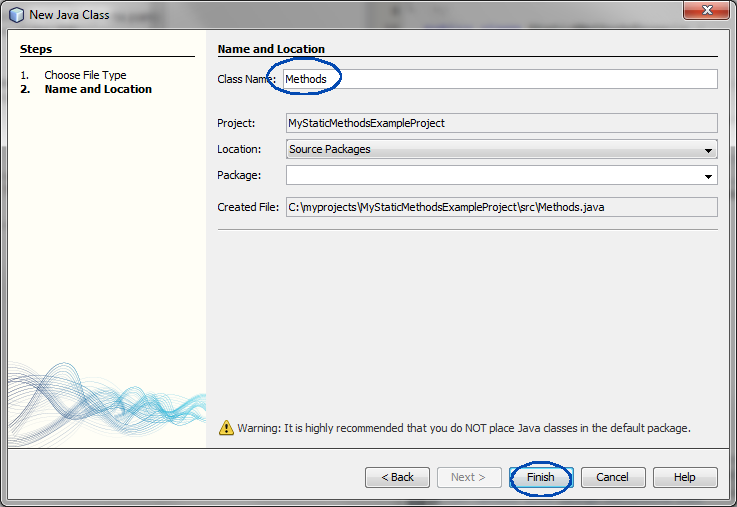 New Java Class
Steps
1. Choose File Type
2. Name and Location
Name and Location
Class Name: Methods
Project: MyStaticMethodsExampleProject
Location: Source Packages
Package:
Created File: C:\myprojects\MyStaticMethodsExampleProject\src\Methods.java
Warning: It is highly recommended that you do NOT place Java classes in the default package.
< Back Next > Finish Cancel Help